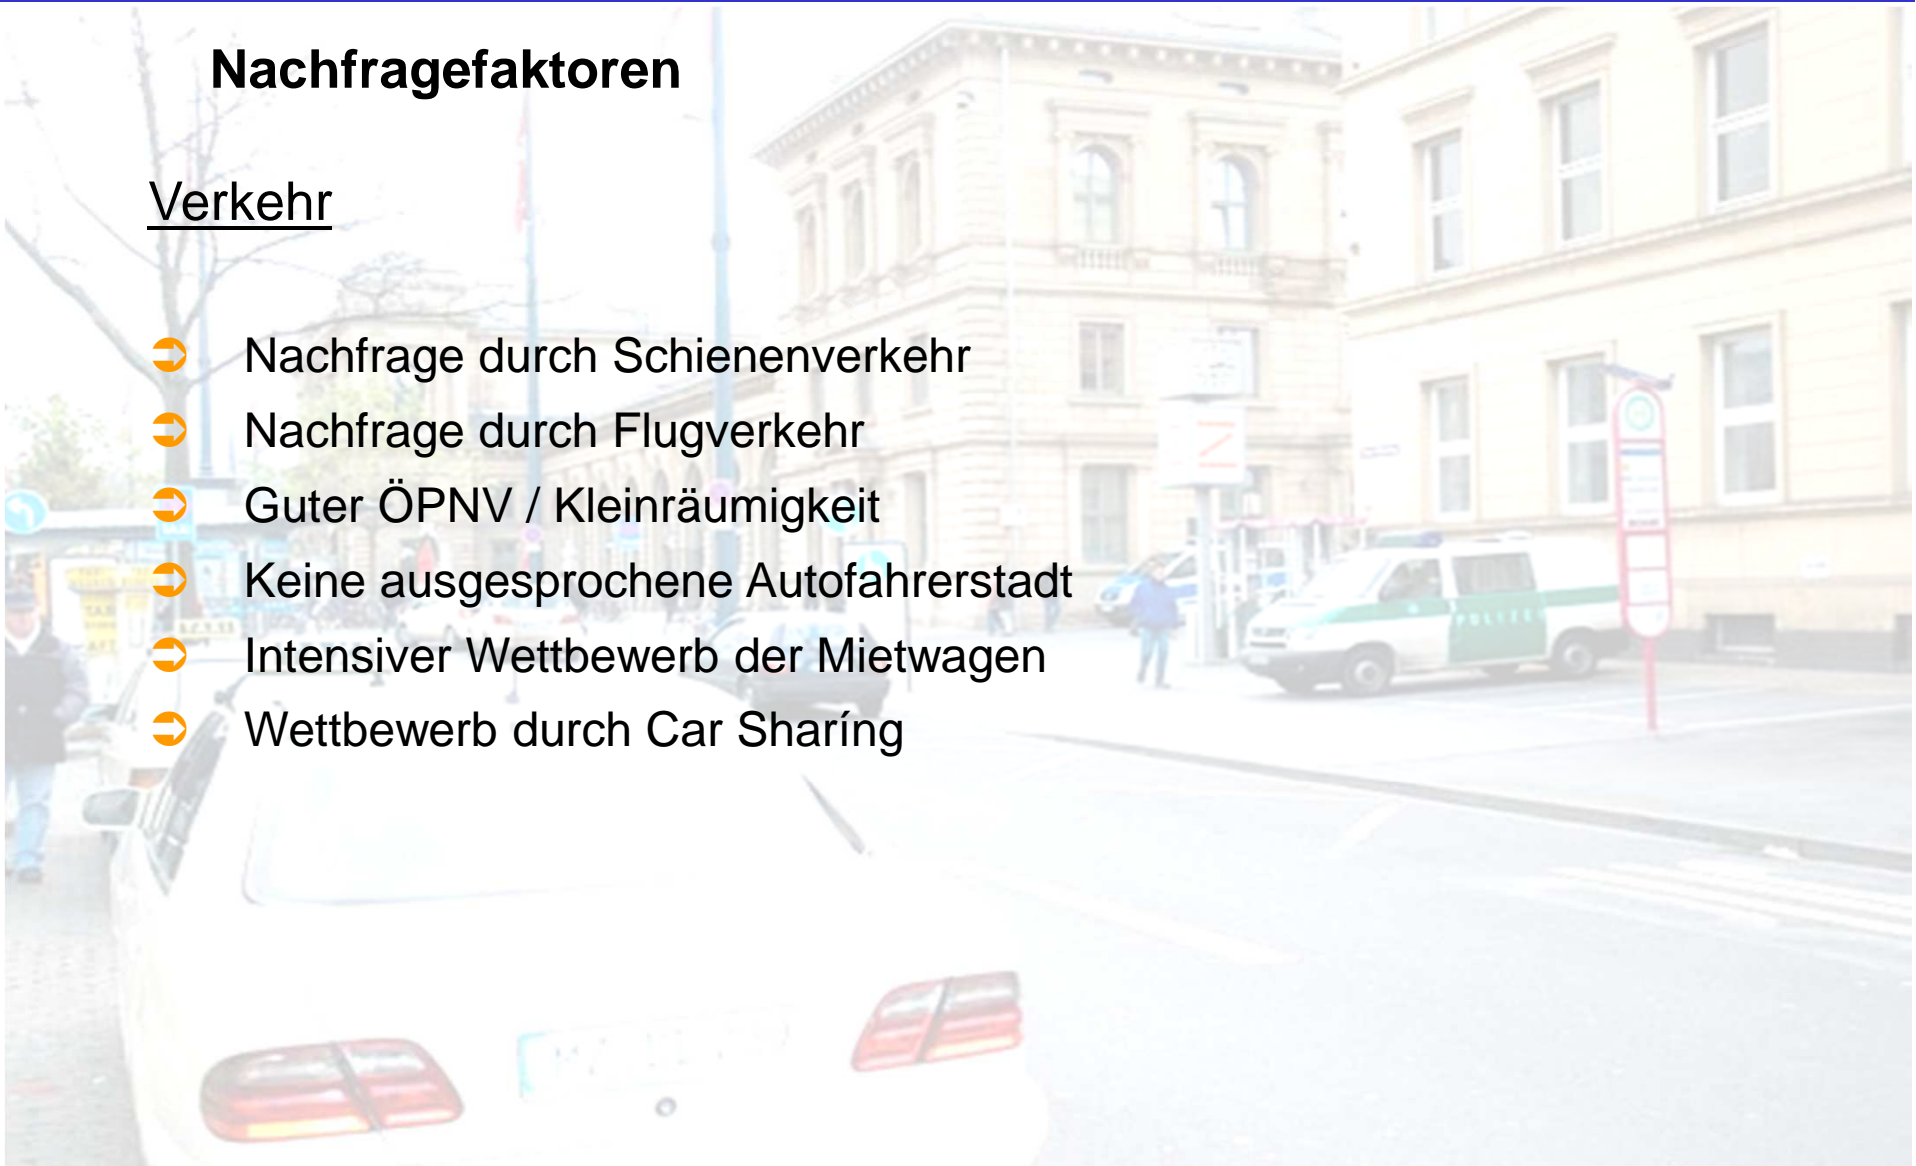 Nachfragefaktoren
Verkehr
Nachfrage durch Schienenverkehr
Nachfrage durch Flugverkehr
Guter ÖPNV / Kleinräumigkeit
Keine ausgesprochene Autofahrerstadt
Intensiver Wettbewerb der Mietwagen
Wettbewerb durch Car Sharíng
POLIZEI